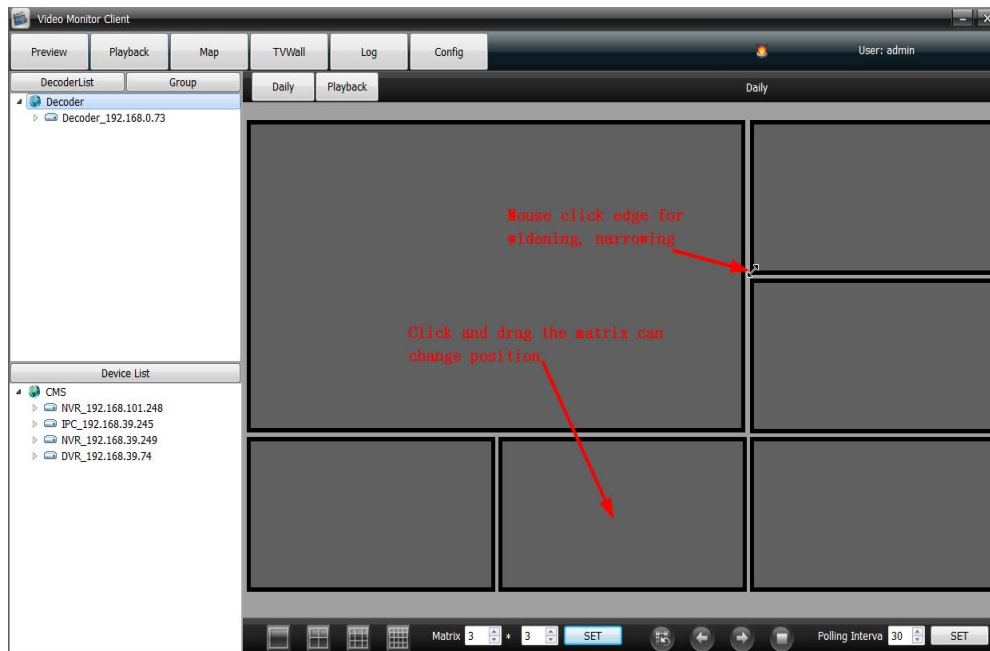 Video Monitor Client
Preview Playback Map TVWall Log Config User: admin
DecoderList Group Daily Playback Daily
Decoder
Decoder_192.168.0.73
Mouse click edge for
widening, narrowing
Click and drag the matrix can
change position
Device List
CMS
NVR_192.168.101.248
IPC_192.168.39.245
NVR_192.168.39.249
DVR_192.168.39.74
Matrix 3 * 3 SET Polling Interva 30 SET